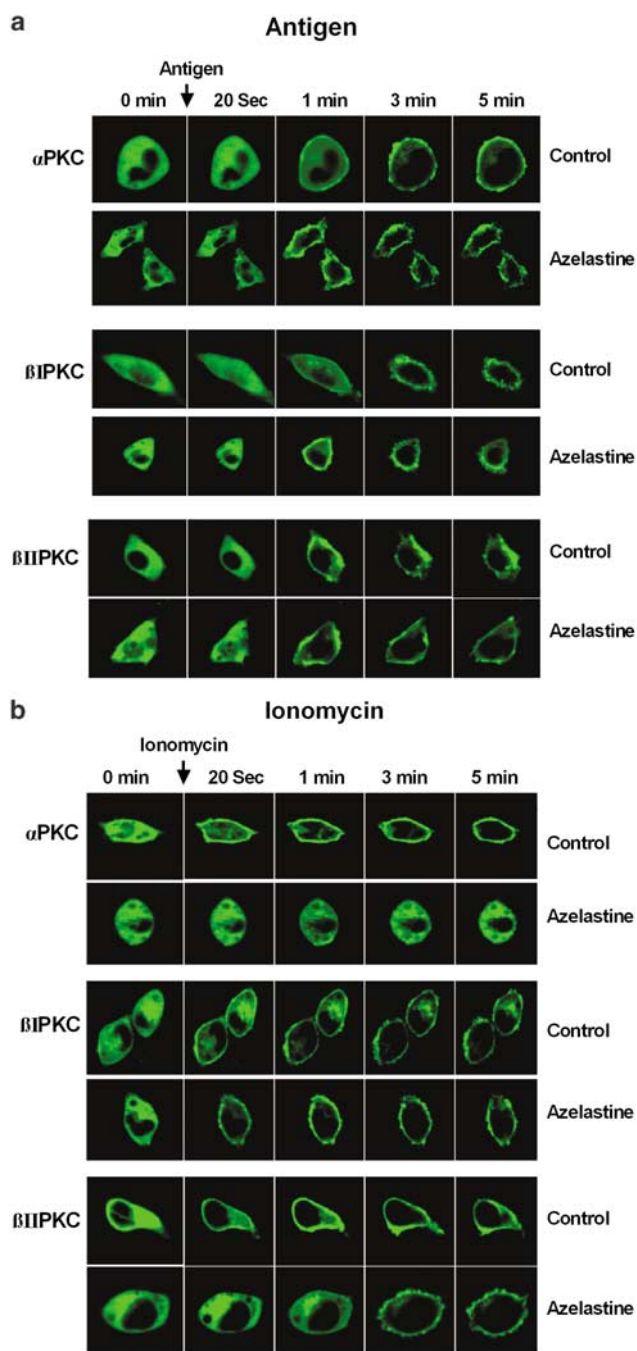 a
Antigen
Antigen
0 min 20 Sec 1 min 3 min 5 min
αPKC Control
Azelastine
ßIPKC Control
Azelastine
ßIIPKC Control
Azelastine
b
Ionomycin
Ionomycin
0 min 20 Sec 1 min 3 min 5 min
αPKC Control
Azelastine
ßIPKC Control
Azelastine
ßIIPKC Control
Azelastine